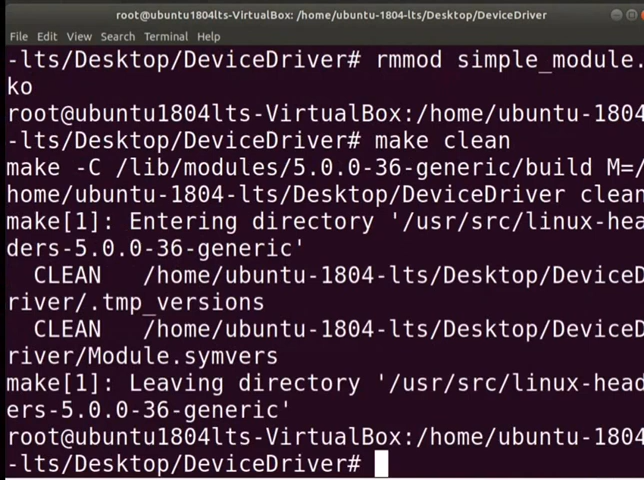 root@ubuntu1804lts-VirtualBox: /home/ubuntu-1804-lts/Desktop/DeviceDriver
File Edit View Search Terminal Help
-lts/Desktop/DeviceDriver# rmmod simple_module.
ko
root@ubuntu1804lts-VirtualBox:/home/ubuntu-1804
-lts/Desktop/DeviceDriver# make clean
make -C /lib/modules/5.0.0-36-generic/build M=/
home/ubuntu-1804-lts/Desktop/DeviceDriver clean
make[1]: Entering directory '/usr/src/linux-hea
ders-5.0.0-36-generic'
  CLEAN   /home/ubuntu-1804-lts/Desktop/DeviceD
river/.tmp_versions
  CLEAN   /home/ubuntu-1804-lts/Desktop/DeviceD
river/Module.symvers
make[1]: Leaving directory '/usr/src/linux-head
ers-5.0.0-36-generic'
root@ubuntu1804lts-VirtualBox:/home/ubuntu-1804
-lts/Desktop/DeviceDriver#